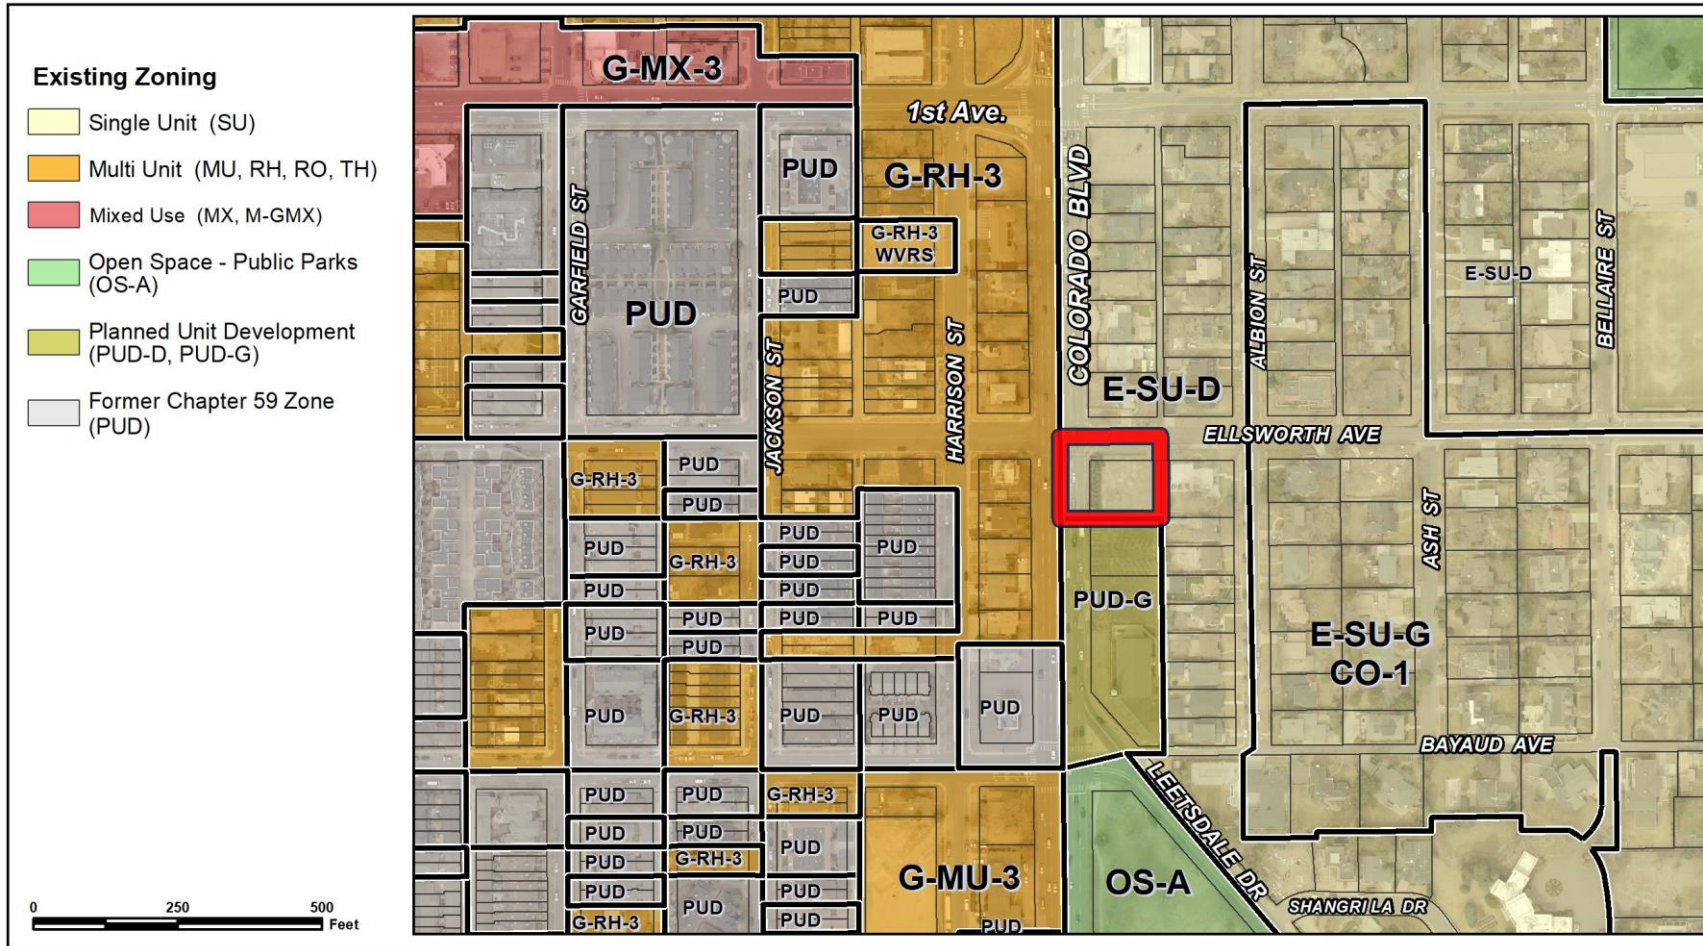 Existing Zoning
Single Unit (SU)
Multi Unit (MU, RH, RO, TH)
Mixed Use (MX, M-GMX)
Open Space - Public Parks
(OS-A)
Planned Unit Development
(PUD-D, PUD-G)
Former Chapter 59 Zone
(PUD)
0 250 500
Feet
G-MX-3
1st Ave.
PUD
G-RH-3
COLORADO BLVD
GARFIELD ST
G-RH-3
WVRS
ALBION ST
E-SU-D
BELLAIRE ST
PUD
PUD
JACKSON ST
HARRISON ST
E-SU-D
ELLSWORTH AVE
G-RH-3
PUD
PUD
ASH ST
PUD
PUD
PUD
G-RH-3
PUD
PUD
PUD
PUD-G
PUD
PUD
PUD
PUD
PUD
E-SU-G
CO-1
PUD
G-RH-3
PUD
PUD
PUD
BAYAUD AVE
LEETSDALE DR
PUD
PUD
G-RH-3
PUD
PUD
PUD
PUD
G-RH-3
G-MU-3
OS-A
PUD
PUD
PUD
SHANGRI LA DR
G-RH-3
PUD
PUD